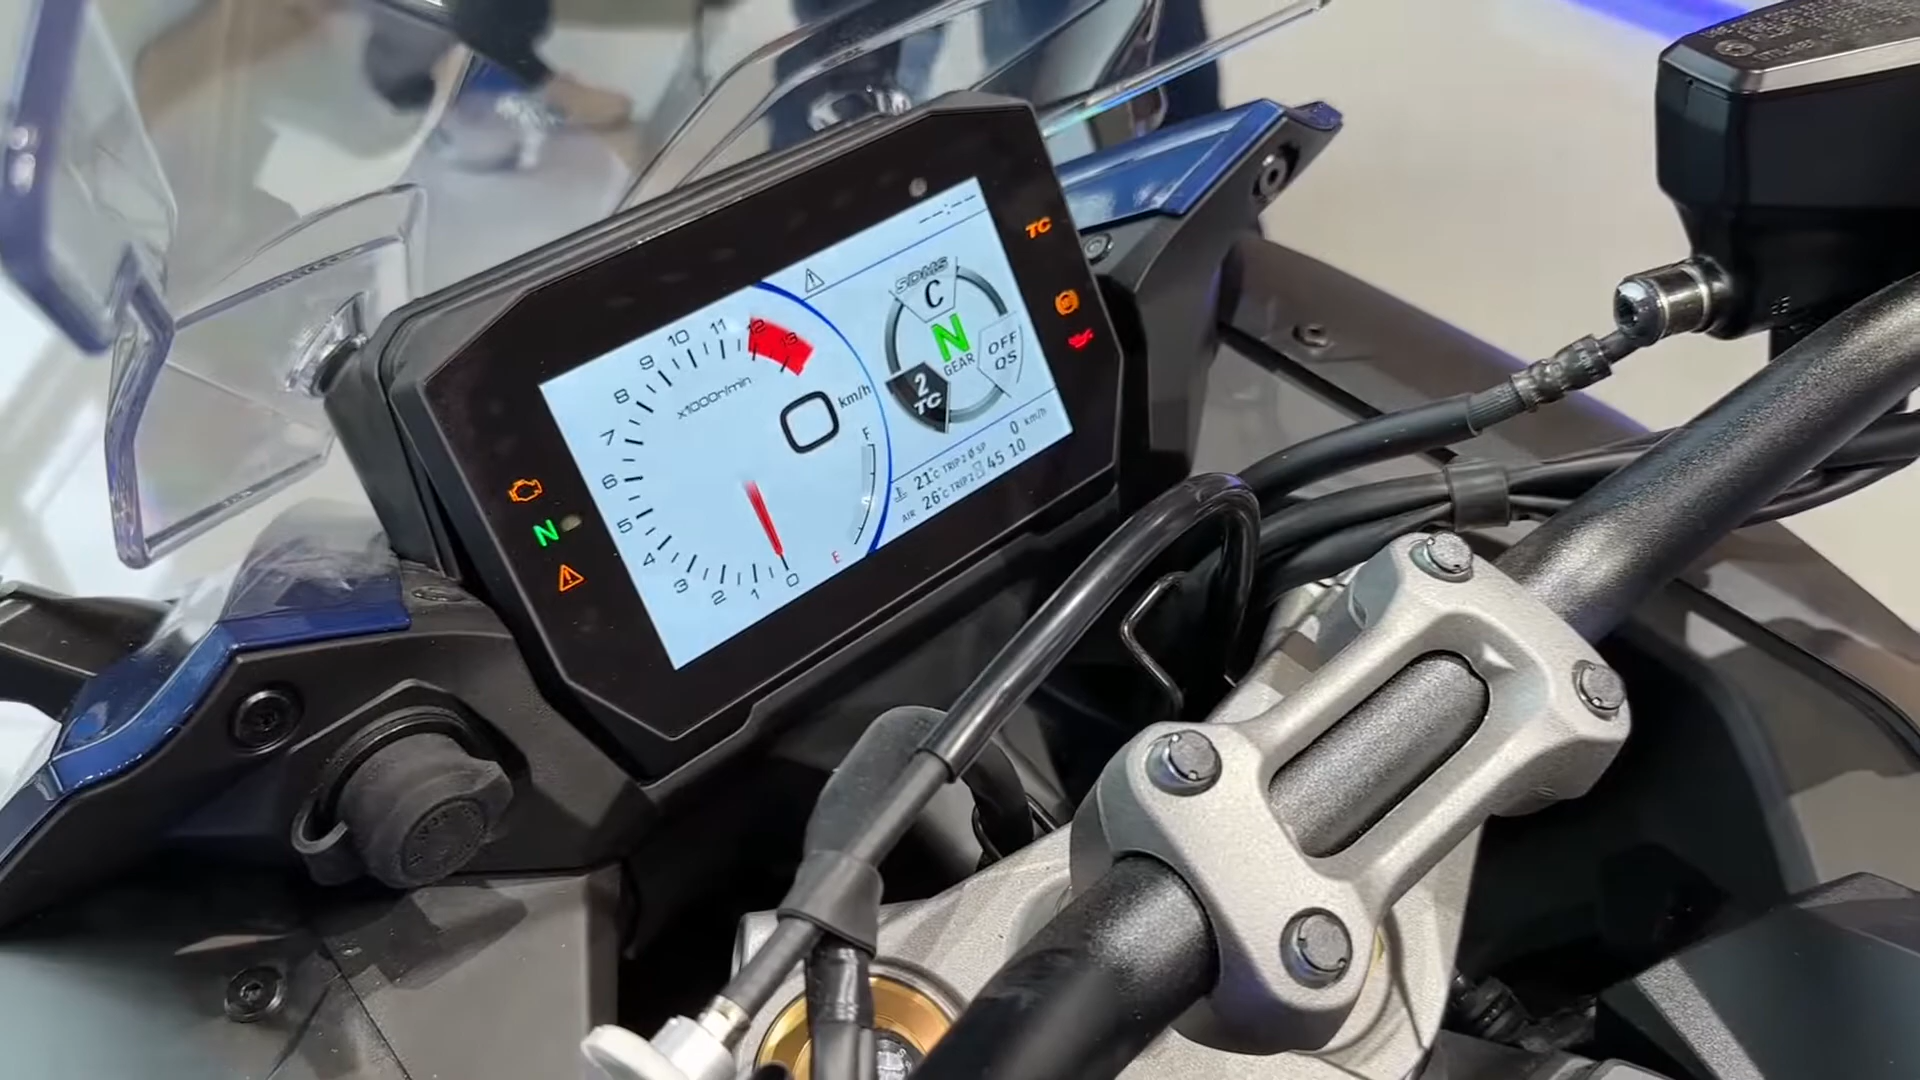 --:--
TC
SDMS
C
N
GEAR
OFF
QS
2
TC
13
12
11
10
9
8
7
6
5
4
3
2
1
0
x1000r/min
0 km/h
F
E
21°C TRIP 2 Ø SP 0 km/h
AIR 26°C TRIP 2 45 10
N